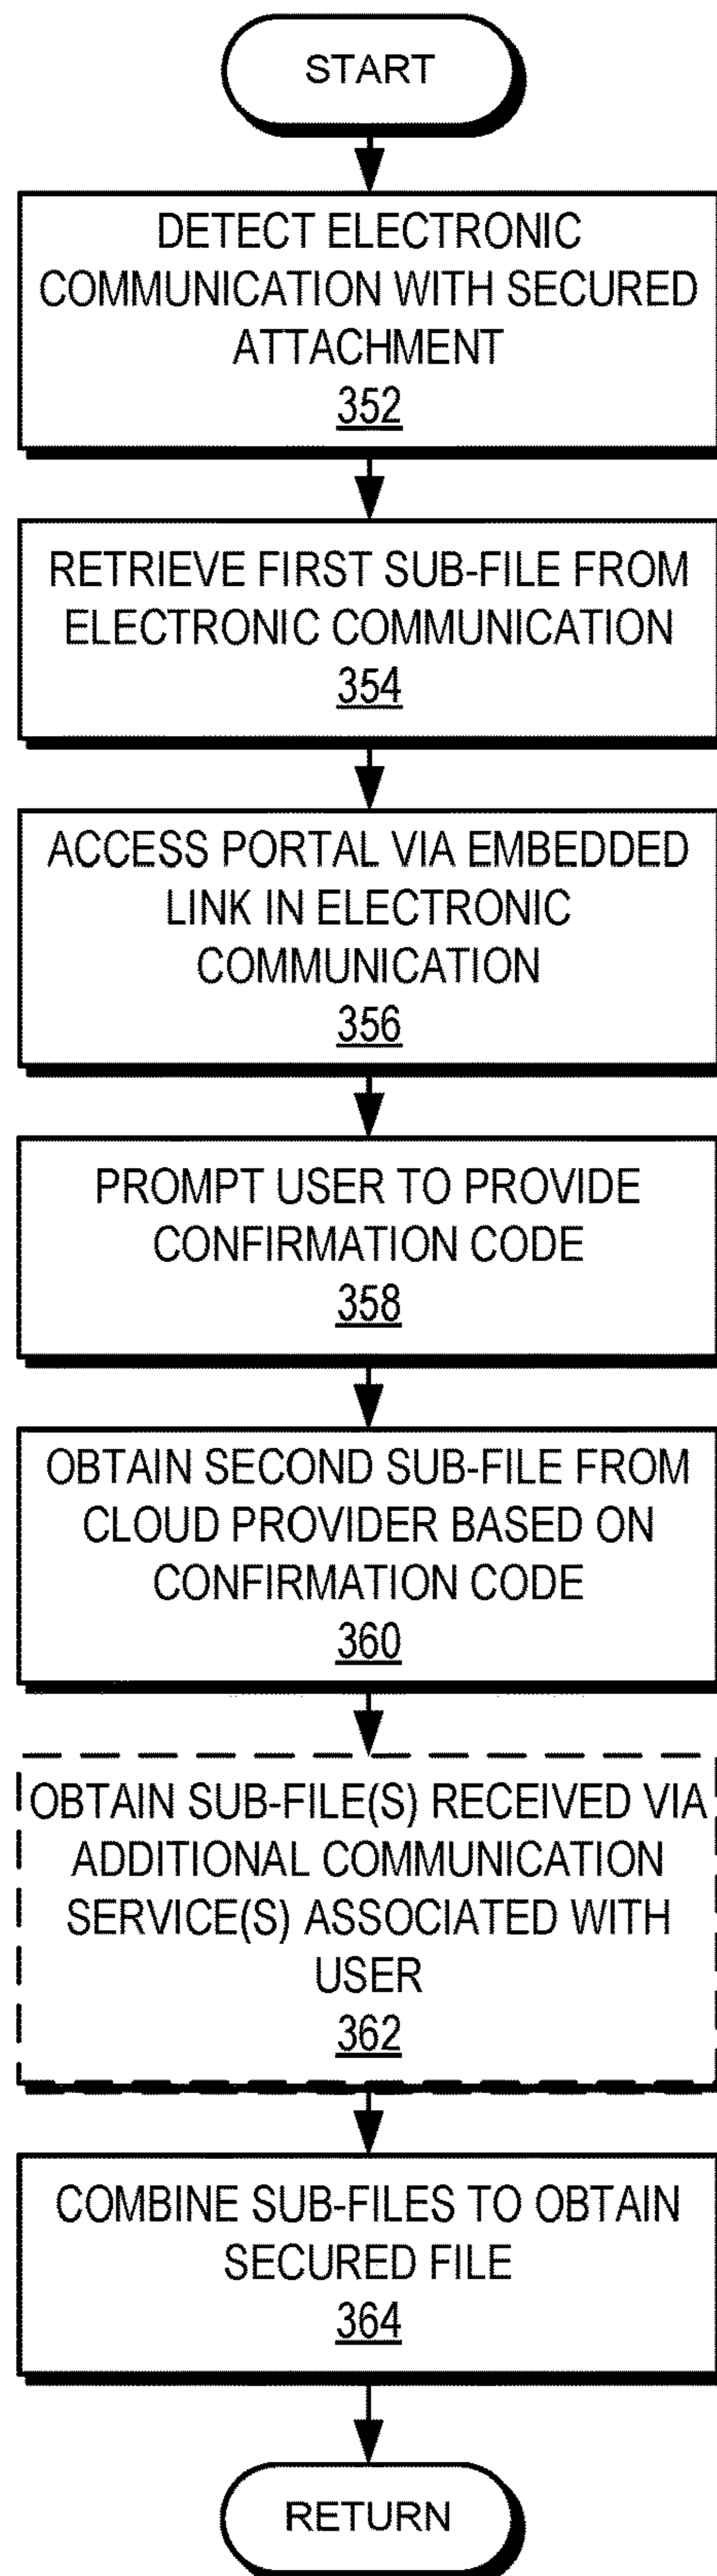 START
DETECT ELECTRONIC
COMMUNICATION WITH SECURED
ATTACHMENT
352
RETRIEVE FIRST SUB-FILE FROM
ELECTRONIC COMMUNICATION
354
ACCESS PORTAL VIA EMBEDDED
LINK IN ELECTRONIC
COMMUNICATION
356
PROMPT USER TO PROVIDE
CONFIRMATION CODE
358
OBTAIN SECOND SUB-FILE FROM
CLOUD PROVIDER BASED ON
CONFIRMATION CODE
360
OBTAIN SUB-FILE(S) RECEIVED VIA
ADDITIONAL COMMUNICATION
SERVICE(S) ASSOCIATED WITH
USER
362
COMBINE SUB-FILES TO OBTAIN
SECURED FILE
364
RETURN